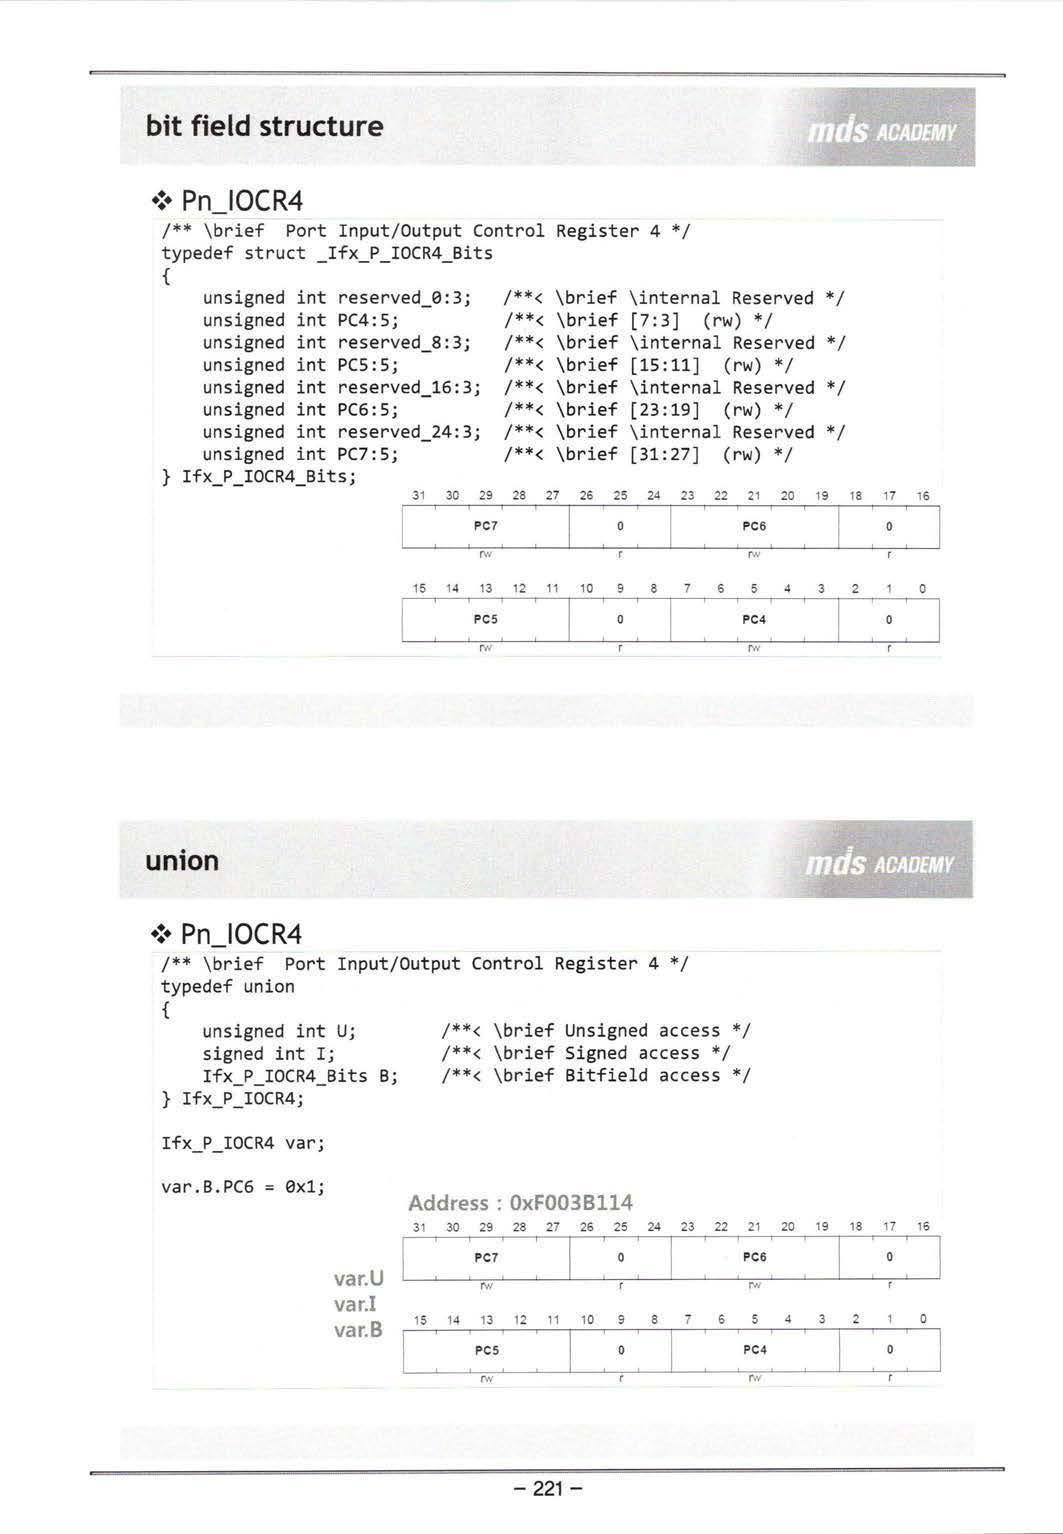 bit field structure
mds ACADEMY
❖ Pn_IOCR4
/** \brief  Port Input/Output Control Register 4 */
typedef struct _Ifx_P_IOCR4_Bits
{
    unsigned int reserved_0:3;   /**< \brief \internal Reserved */
    unsigned int PC4:5;          /**< \brief [7:3]  (rw) */
    unsigned int reserved_8:3;   /**< \brief \internal Reserved */
    unsigned int PC5:5;          /**< \brief [15:11]  (rw) */
    unsigned int reserved_16:3;  /**< \brief \internal Reserved */
    unsigned int PC6:5;          /**< \brief [23:19]  (rw) */
    unsigned int reserved_24:3;  /**< \brief \internal Reserved */
    unsigned int PC7:5;          /**< \brief [31:27]  (rw) */
} Ifx_P_IOCR4_Bits;
31 30 29 28 27 26 25 24 23 22 21 20 19 18 17 16
PC7 0 PC6 0
rw r rw r
15 14 13 12 11 10 9 8 7 6 5 4 3 2 1 0
PC5 0 PC4 0
rw r rw r
union
mds ACADEMY
❖ Pn_IOCR4
/** \brief  Port Input/Output Control Register 4 */
typedef union
{
    unsigned int U;        /**< \brief Unsigned access */
    signed int I;          /**< \brief Signed access */
    Ifx_P_IOCR4_Bits B;    /**< \brief Bitfield access */
} Ifx_P_IOCR4;
Ifx_P_IOCR4 var;
var.B.PC6 = 0x1;
Address : 0xF003B114
31 30 29 28 27 26 25 24 23 22 21 20 19 18 17 16
PC7 0 PC6 0
var.U
rw r rw r
var.I
15 14 13 12 11 10 9 8 7 6 5 4 3 2 1 0
var.B
PC5 0 PC4 0
rw r rw r
– 221 –